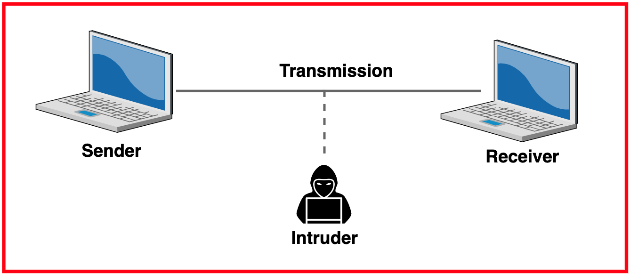 Transmission
Sender
Receiver
Intruder